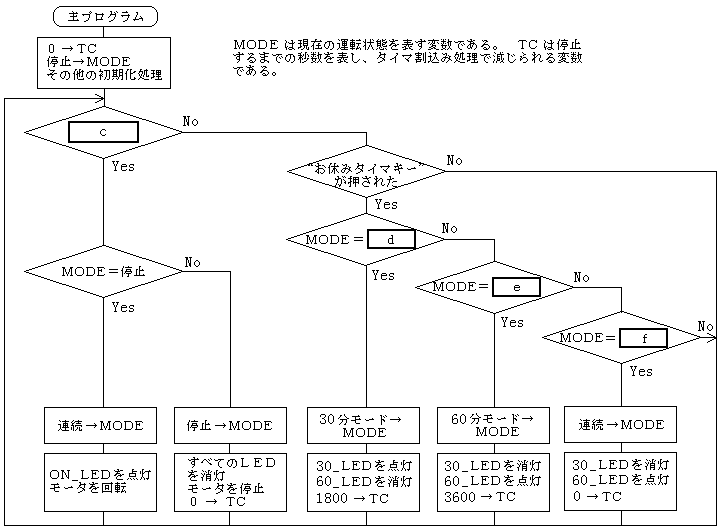 主プログラム
0 → TC
停止→MODE
その他の初期化処理
MODE は現在の運転状態を表す変数である。 TC は停止
するまでの秒数を表し、タイマ割込み処理で減じられる変数
である。
c
No
Yes
"お休みタイマキー"
が押された
No
Yes
MODE＝ d
No
Yes
MODE＝停止
No
Yes
MODE＝ e
No
Yes
MODE＝ f
No
Yes
連続→MODE
停止→MODE
30分モード→
MODE
60分モード→
MODE
連続→MODE
ON_LEDを点灯
モータを回転
すべてのLED
を消灯
モータを停止
0 → TC
30_LEDを点灯
60_LEDを消灯
1800→TC
30_LEDを消灯
60_LEDを点灯
3600→TC
30_LEDを消灯
60_LEDを点灯
0→TC